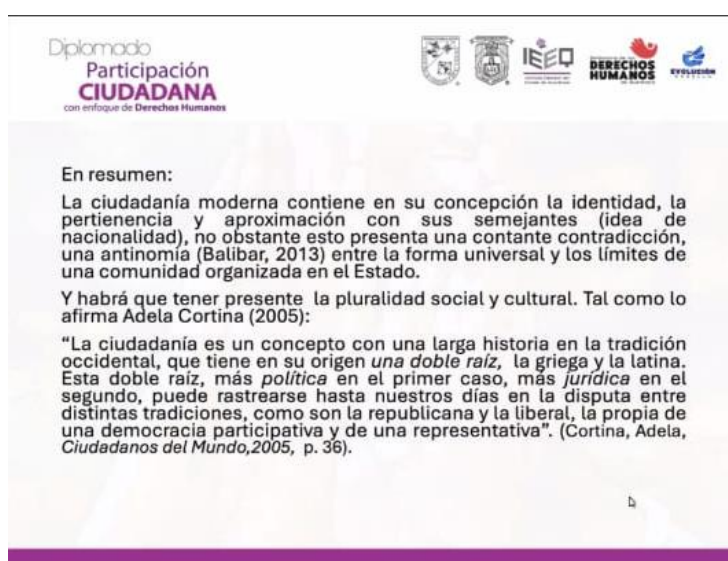 Diplomado
Participación
CIUDADANA
con enfoque de Derechos Humanos
IEEQ
DERECHOS
HUMANOS
EVOLUCIÓN
En resumen:
La ciudadanía moderna contiene en su concepción la identidad, la
pertienencia y aproximación con sus semejantes (idea de
nacionalidad), no obstante esto presenta una contante contradicción,
una antinomia (Balibar, 2013) entre la forma universal y los límites de
una comunidad organizada en el Estado.
Y habrá que tener presente la pluralidad social y cultural. Tal como lo
afirma Adela Cortina (2005):
“La ciudadanía es un concepto con una larga historia en la tradición
occidental, que tiene en su origen una doble raíz, la griega y la latina.
Esta doble raíz, más política en el primer caso, más jurídica en el
segundo, puede rastrearse hasta nuestros días en la disputa entre
distintas tradiciones, como son la republicana y la liberal, la propia de
una democracia participativa y de una representativa”. (Cortina, Adela,
Ciudadanos del Mundo,2005, p. 36).